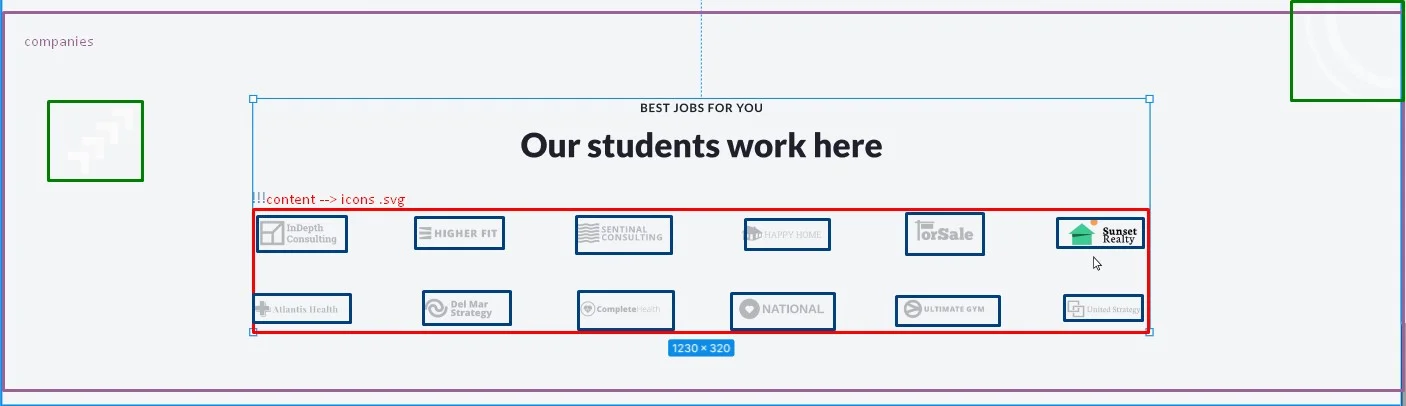 companies
BEST JOBS FOR YOU
Our students work here
!!!content --> icons .svg
InDepth
Consulting
HIGHER FIT
SENTINAL
CONSULTING
HAPPY HOME
forSale
Sunset
Realty
Atlantis Health
Del Mar
Strategy
CompleteHealth
NATIONAL
ULTIMATE GYM
United Strategy
1230 × 320